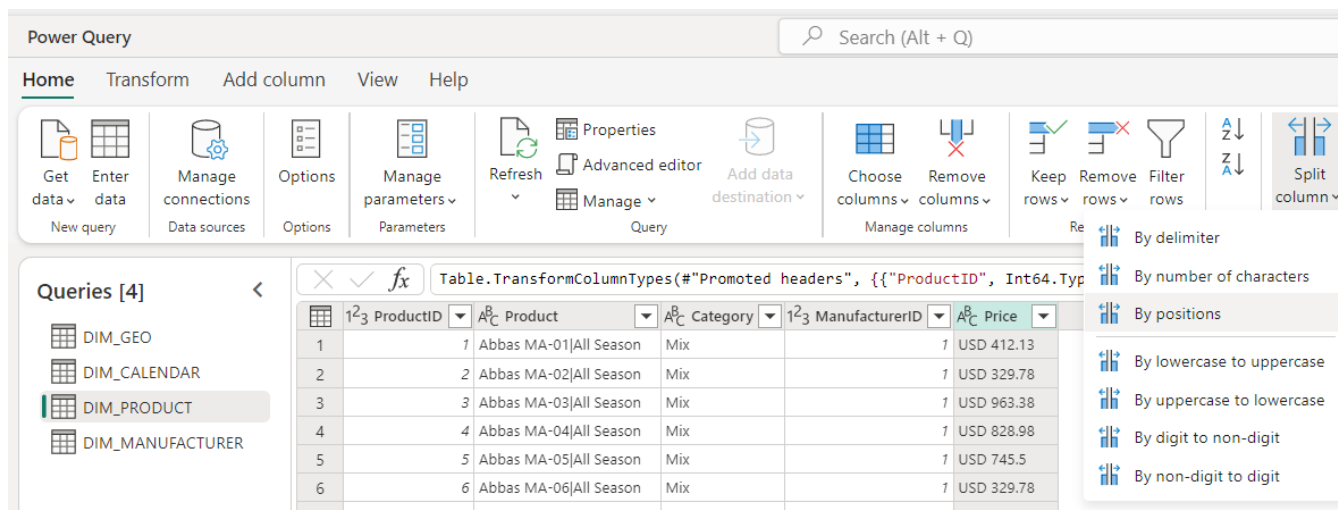 Power Query
Search (Alt + Q)
Home Transform Add column View Help
Get data
Enter data
Manage connections
Options
Manage parameters
Refresh
Properties
Advanced editor
Manage
Add data destination
Choose columns
Remove columns
Keep rows
Remove rows
Filter rows
A
Z
Z
A
Split column
New query
Data sources
Options
Parameters
Query
Manage columns
Re
By delimiter
By number of characters
By positions
By lowercase to uppercase
By uppercase to lowercase
By digit to non-digit
By non-digit to digit
Queries [4]
DIM_GEO
DIM_CALENDAR
DIM_PRODUCT
DIM_MANUFACTURER
fx Table.TransformColumnTypes(#"Promoted headers", {{"ProductID", Int64.Typ
123 ProductID ABC Product ABC Category 123 ManufacturerID ABC Price
1 1 Abbas MA-01|All Season Mix 1 USD 412.13
2 2 Abbas MA-02|All Season Mix 1 USD 329.78
3 3 Abbas MA-03|All Season Mix 1 USD 963.38
4 4 Abbas MA-04|All Season Mix 1 USD 828.98
5 5 Abbas MA-05|All Season Mix 1 USD 745.5
6 6 Abbas MA-06|All Season Mix 1 USD 329.78